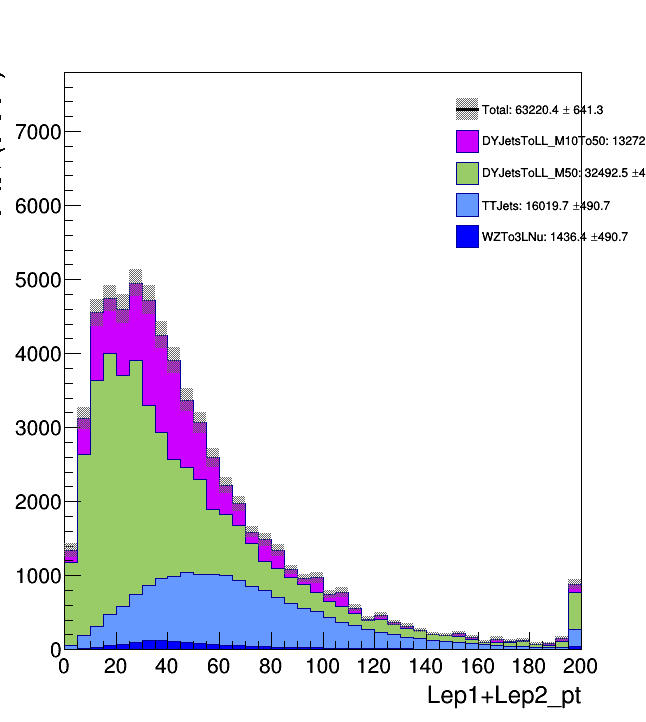 7000
6000
5000
4000
3000
2000
1000
0
0 20 40 60 80 100 120 140 160 180 200
Lep1+Lep2_pt
Total: 63220.4 ± 641.3
DYJetsToLL_M10To50: 13272
DYJetsToLL_M50: 32492.5 ±4
TTJets: 16019.7 ±490.7
WZTo3LNu: 1436.4 ±490.7